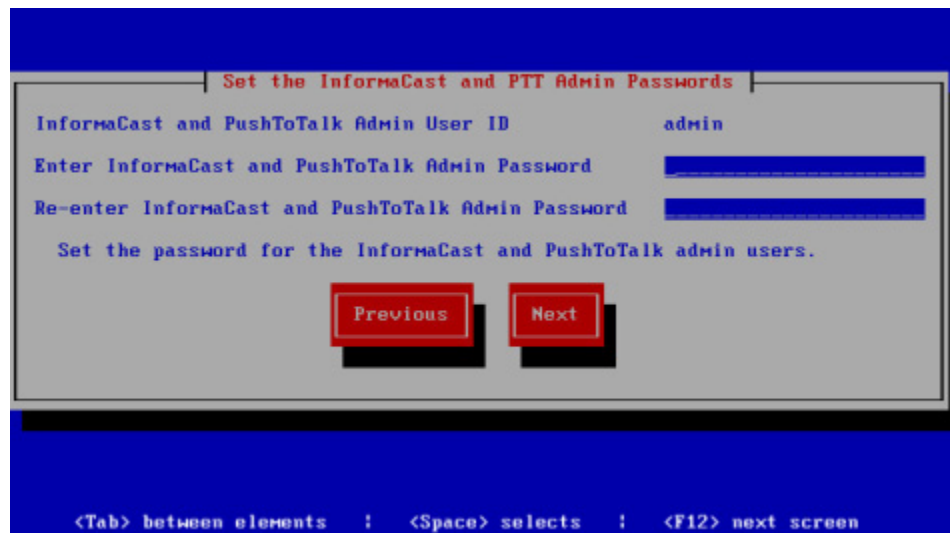 Set the InformaCast and PTT Admin Passwords
InformaCast and PushToTalk Admin User ID admin
Enter InformaCast and PushToTalk Admin Password
Re-enter InformaCast and PushToTalk Admin Password
Set the password for the InformaCast and PushToTalk admin users.
Previous Next
<Tab> between elements | <Space> selects | <F12> next screen